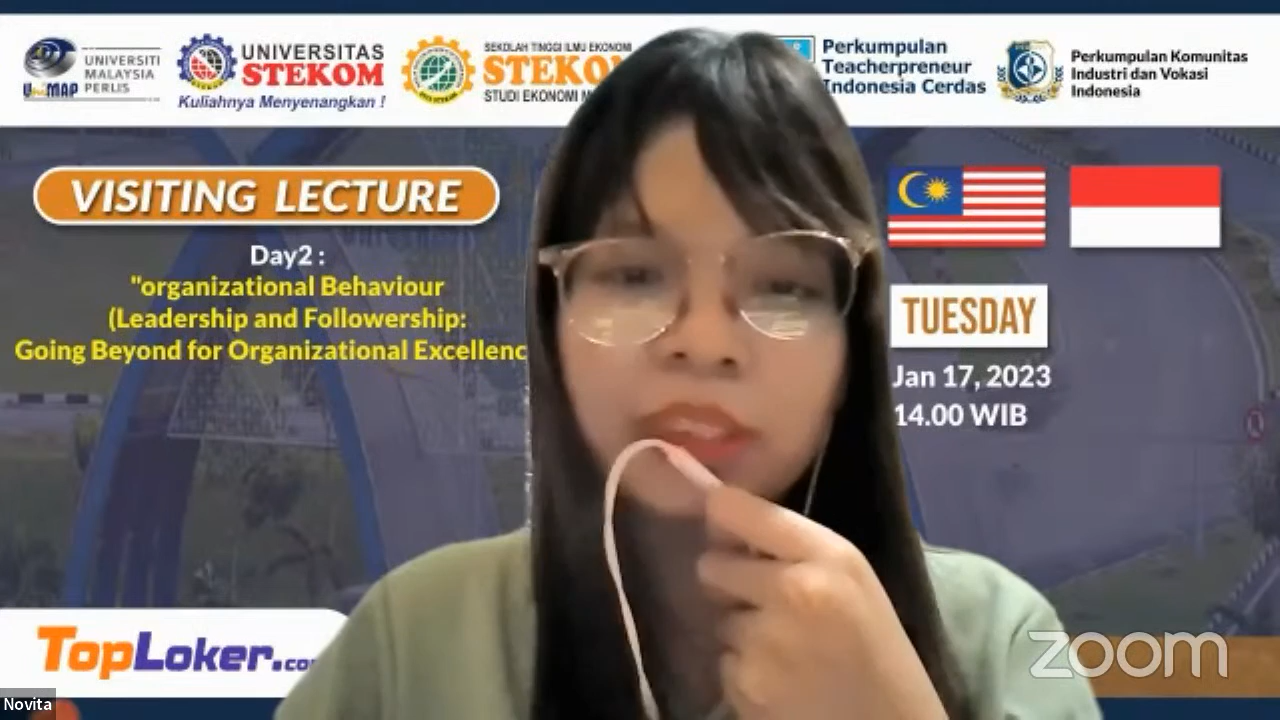 UniMAP
UNIVERSITI
MALAYSIA
PERLIS
UNIVERSITAS
STEKOM
Kuliahnya Menyenangkan !
SEKOLAH TINGGI ILMU EKONOMI
STEKO
STUDI EKONOMI
Perkumpulan
Teacherpreneur
Indonesia Cerdas
Perkumpulan Komunitas
Industri dan Vokasi
Indonesia
VISITING LECTURE
Day2 :
"organizational Behaviour
(Leadership and Followership:
Going Beyond for Organizational Excellenc
TUESDAY
Jan 17, 2023
14.00 WIB
TopLoker.co
zoom
Novita